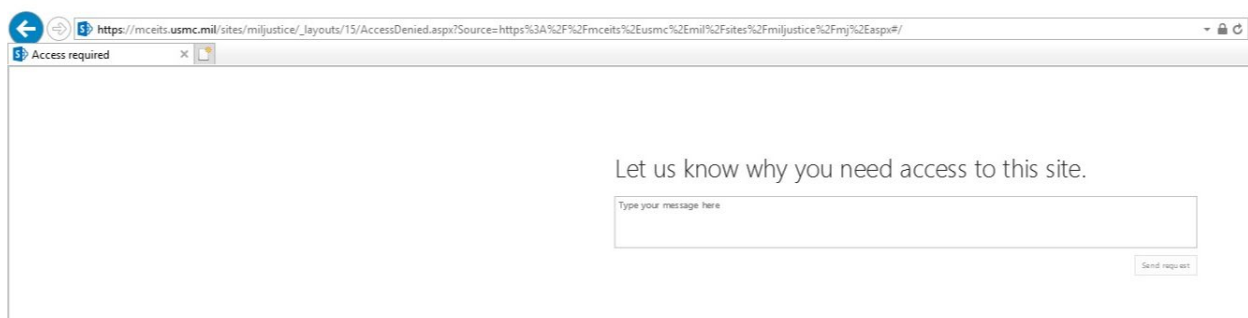 https://mceits.usmc.mil/sites/miljustice/_layouts/15/AccessDenied.aspx?Source=https%3A%2F%2Fmceits%2Eusmc%2Emil%2Fsites%2Fmiljustice%2Fmj%2Easpx#/
Access required
Let us know why you need access to this site.
Type your message here
Send request